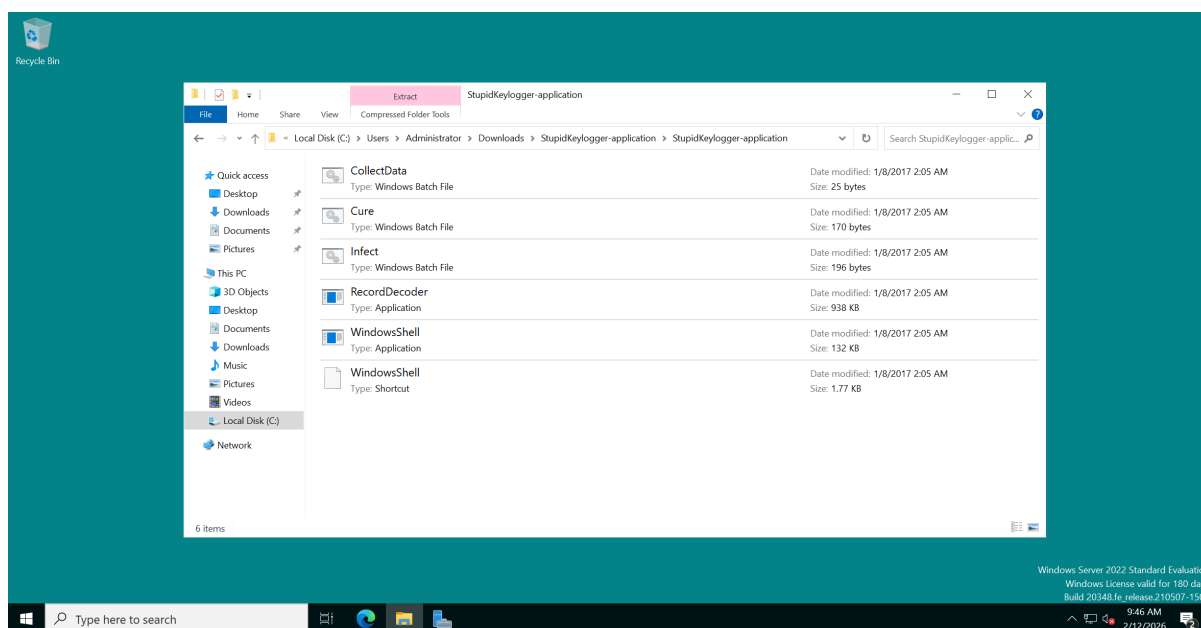 Recycle Bin
Extract
StupidKeylogger-application
File Home Share View Compressed Folder Tools
« Local Disk (C:) > Users > Administrator > Downloads > StupidKeylogger-application > StupidKeylogger-application
Search StupidKeylogger-applic...
Quick access
Desktop
Downloads
Documents
Pictures
This PC
3D Objects
Desktop
Documents
Downloads
Music
Pictures
Videos
Local Disk (C:)
Network
CollectData
Type: Windows Batch File
Date modified: 1/8/2017 2:05 AM
Size: 25 bytes
Cure
Type: Windows Batch File
Date modified: 1/8/2017 2:05 AM
Size: 170 bytes
Infect
Type: Windows Batch File
Date modified: 1/8/2017 2:05 AM
Size: 196 bytes
RecordDecoder
Type: Application
Date modified: 1/8/2017 2:05 AM
Size: 938 KB
WindowsShell
Type: Application
Date modified: 1/8/2017 2:05 AM
Size: 132 KB
WindowsShell
Type: Shortcut
Date modified: 1/8/2017 2:05 AM
Size: 1.77 KB
6 items
Windows Server 2022 Standard Evaluatio
Windows License valid for 180 da
Build 20348.fe_release.210507-150
Type here to search
9:46 AM
2/12/2026